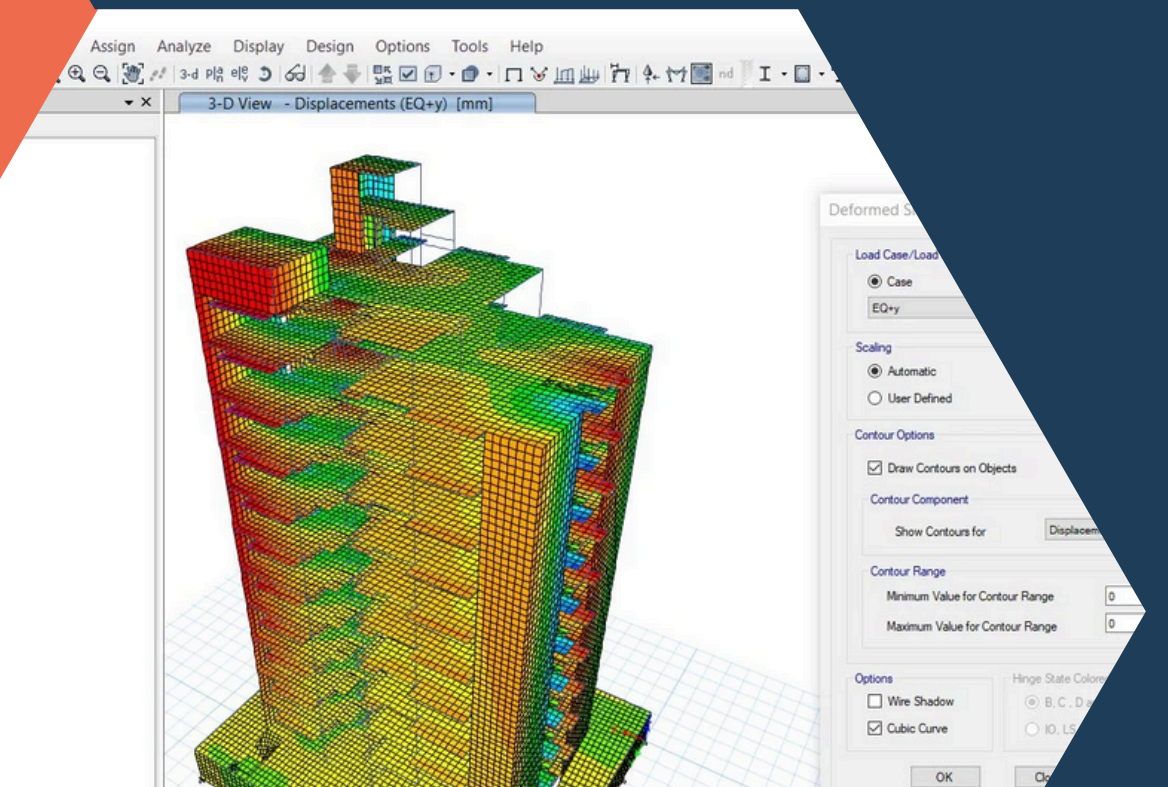 Assign Analyze Display Design Options Tools Help
3-d nd
3-D View - Displacements (EQ+y) [mm]
Deformed
Load Case/Load
Case
EQ+y
Scaling
Automatic
User Defined
Contour Options
Draw Contours on Objects
Contour Component
Show Contours for
Displacem
Contour Range
Minimum Value for Contour Range 0
Maximum Value for Contour Range 0
Options Hinge State Colore
Wire Shadow B, C, D
Cubic Curve IO, LS
OK Clo